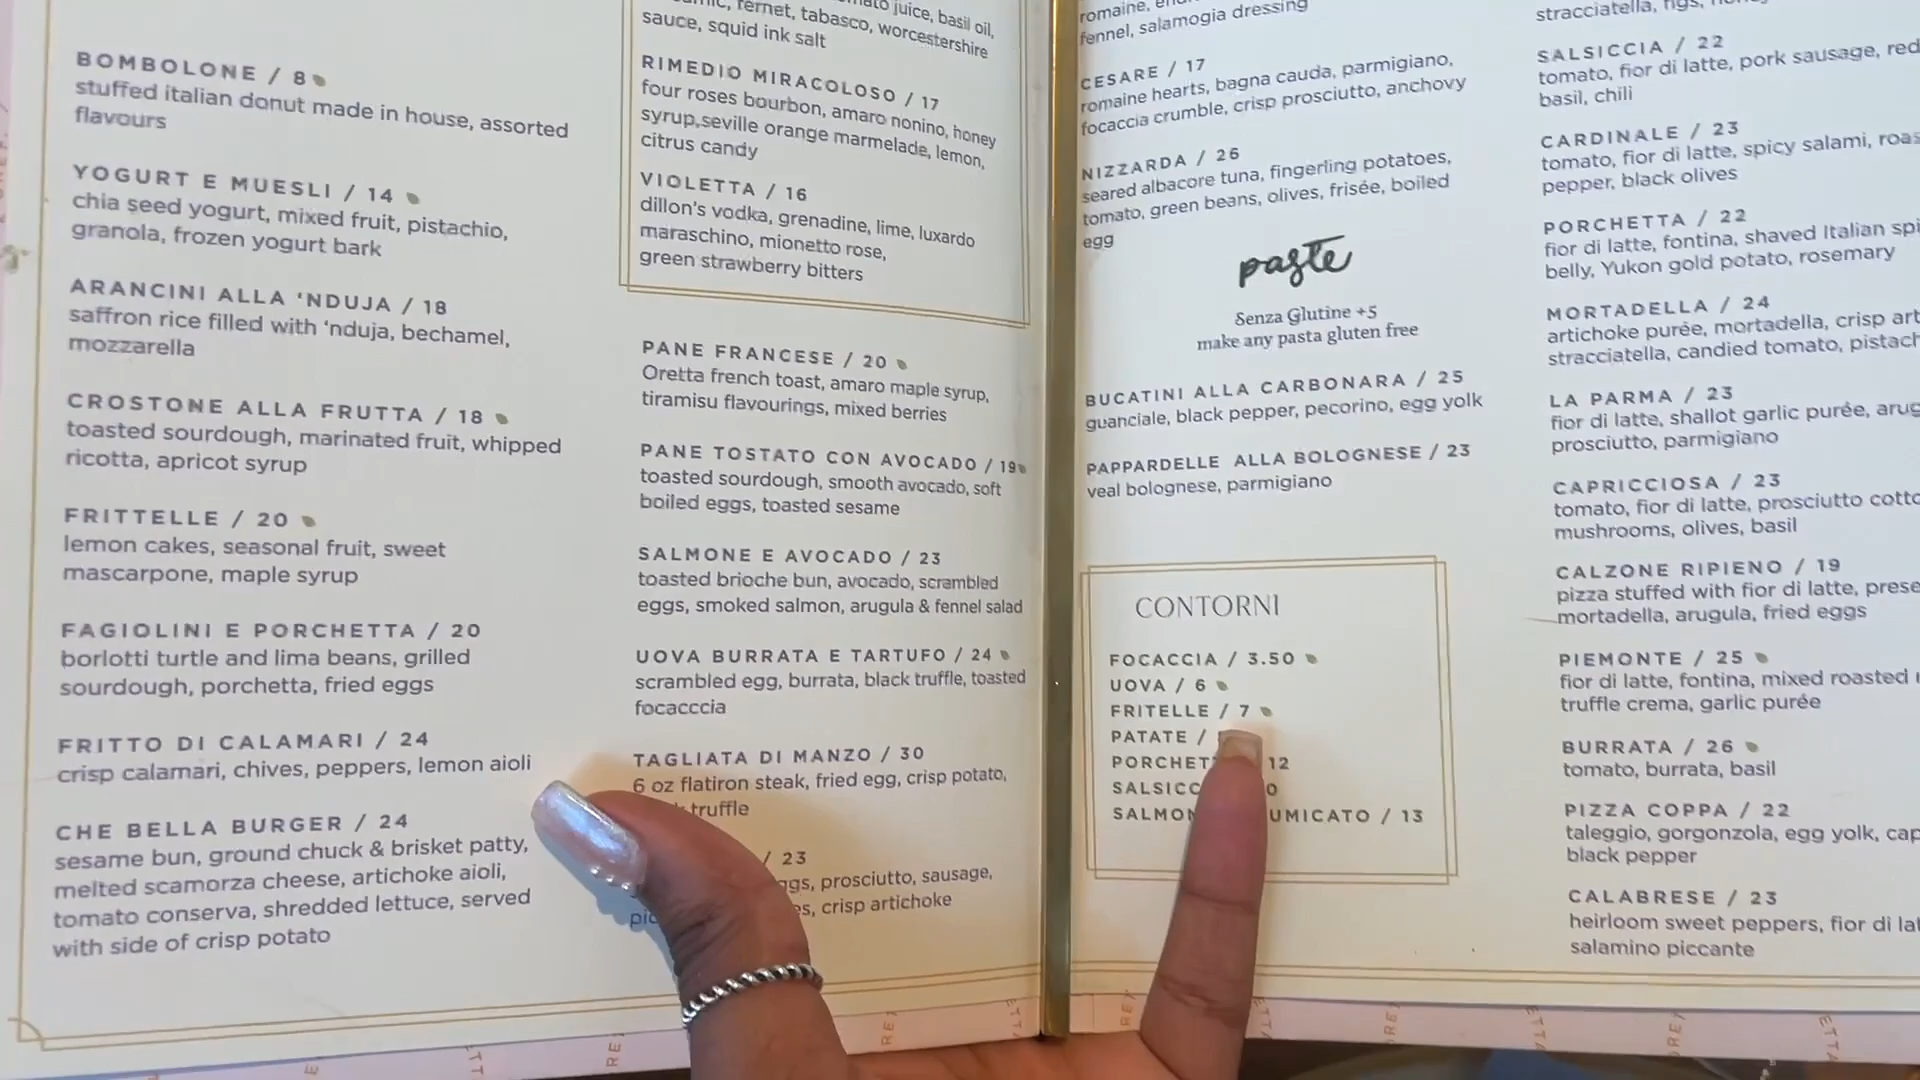 BOMBOLONE / 8
stuffed italian donut made in house, assorted
flavours
YOGURT E MUESLI / 14
chia seed yogurt, mixed fruit, pistachio,
granola, frozen yogurt bark
ARANCINI ALLA 'NDUJA / 18
saffron rice filled with 'nduja, bechamel,
mozzarella
CROSTONE ALLA FRUTTA / 18
toasted sourdough, marinated fruit, whipped
ricotta, apricot syrup
FRITTELLE / 20
lemon cakes, seasonal fruit, sweet
mascarpone, maple syrup
FAGIOLINI E PORCHETTA / 20
borlotti turtle and lima beans, grilled
sourdough, porchetta, fried eggs
FRITTO DI CALAMARI / 24
crisp calamari, chives, peppers, lemon aioli
CHE BELLA BURGER / 24
sesame bun, ground chuck & brisket patty,
melted scamorza cheese, artichoke aioli,
tomato conserva, shredded lettuce, served
with side of crisp potato
juice, basil oil,
fernet, tabasco, worcestershire
sauce, squid ink salt
RIMEDIO MIRACOLOSO / 17
four roses bourbon, amaro nonino, honey
syrup,seville orange marmelade, lemon,
citrus candy
VIOLETTA / 16
dillon's vodka, grenadine, lime, luxardo
maraschino, mionetto rose,
green strawberry bitters
PANE FRANCESE / 20
Oretta french toast, amaro maple syrup,
tiramisu flavourings, mixed berries
PANE TOSTATO CON AVOCADO / 19
toasted sourdough, smooth avocado, soft
boiled eggs, toasted sesame
SALMONE E AVOCADO / 23
toasted brioche bun, avocado, scrambled
eggs, smoked salmon, arugula & fennel salad
UOVA BURRATA E TARTUFO / 24
scrambled egg, burrata, black truffle, toasted
focacccia
TAGLIATA DI MANZO / 30
6 oz flatiron steak, fried egg, crisp potato,
truffle
/ 23
prosciutto, sausage,
crisp artichoke
romaine,
fennel, salamogia dressing
CESARE / 17
romaine hearts, bagna cauda, parmigiano,
focaccia crumble, crisp prosciutto, anchovy
NIZZARDA / 26
seared albacore tuna, fingerling potatoes,
tomato, green beans, olives, frisée, boiled
egg
paste
Senza Glutine +5
make any pasta gluten free
BUCATINI ALLA CARBONARA / 25
guanciale, black pepper, pecorino, egg yolk
PAPPARDELLE ALLA BOLOGNESE / 23
veal bolognese, parmigiano
CONTORNI
FOCACCIA / 3.50
UOVA / 6
FRITELLE / 7
PATATE /
12
SALMON UMICATO / 13
stracciatella, figs,
SALSICCIA / 22
tomato, fior di latte, pork sausage, red
basil, chili
CARDINALE / 23
tomato, fior di latte, spicy salami,
pepper, black olives
PORCHETTA / 22
fior di latte, fontina, shaved Italian
belly, Yukon gold potato, rosemary
MORTADELLA / 24
artichoke purée, mortadella, crisp
stracciatella, candied tomato,
LA PARMA / 23
fior di latte, shallot garlic purée,
prosciutto, parmigiano
CAPRICCIOSA / 23
tomato, fior di latte, prosciutto
mushrooms, olives, basil
CALZONE RIPIENO / 19
pizza stuffed with fior di latte,
mortadella, arugula, fried eggs
PIEMONTE / 25
fior di latte, fontina, mixed roasted
truffle crema, garlic purée
BURRATA / 26
tomato, burrata, basil
PIZZA COPPA / 22
taleggio, gorgonzola, egg yolk,
black pepper
CALABRESE / 23
heirloom sweet peppers, fior di
salamino piccante